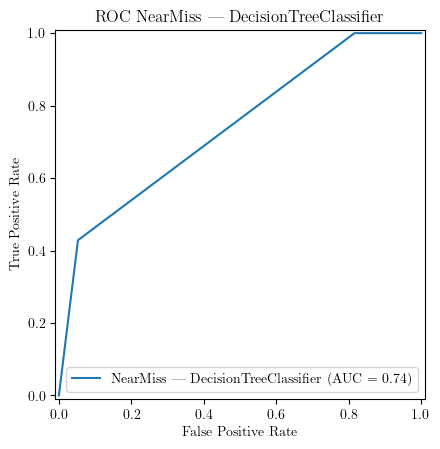 ROC NearMiss — DecisionTreeClassifier
1.0
0.8
0.6
0.4
0.2
0.0
True Positive Rate
NearMiss — DecisionTreeClassifier (AUC = 0.74)
0.0 0.2 0.4 0.6 0.8 1.0
False Positive Rate